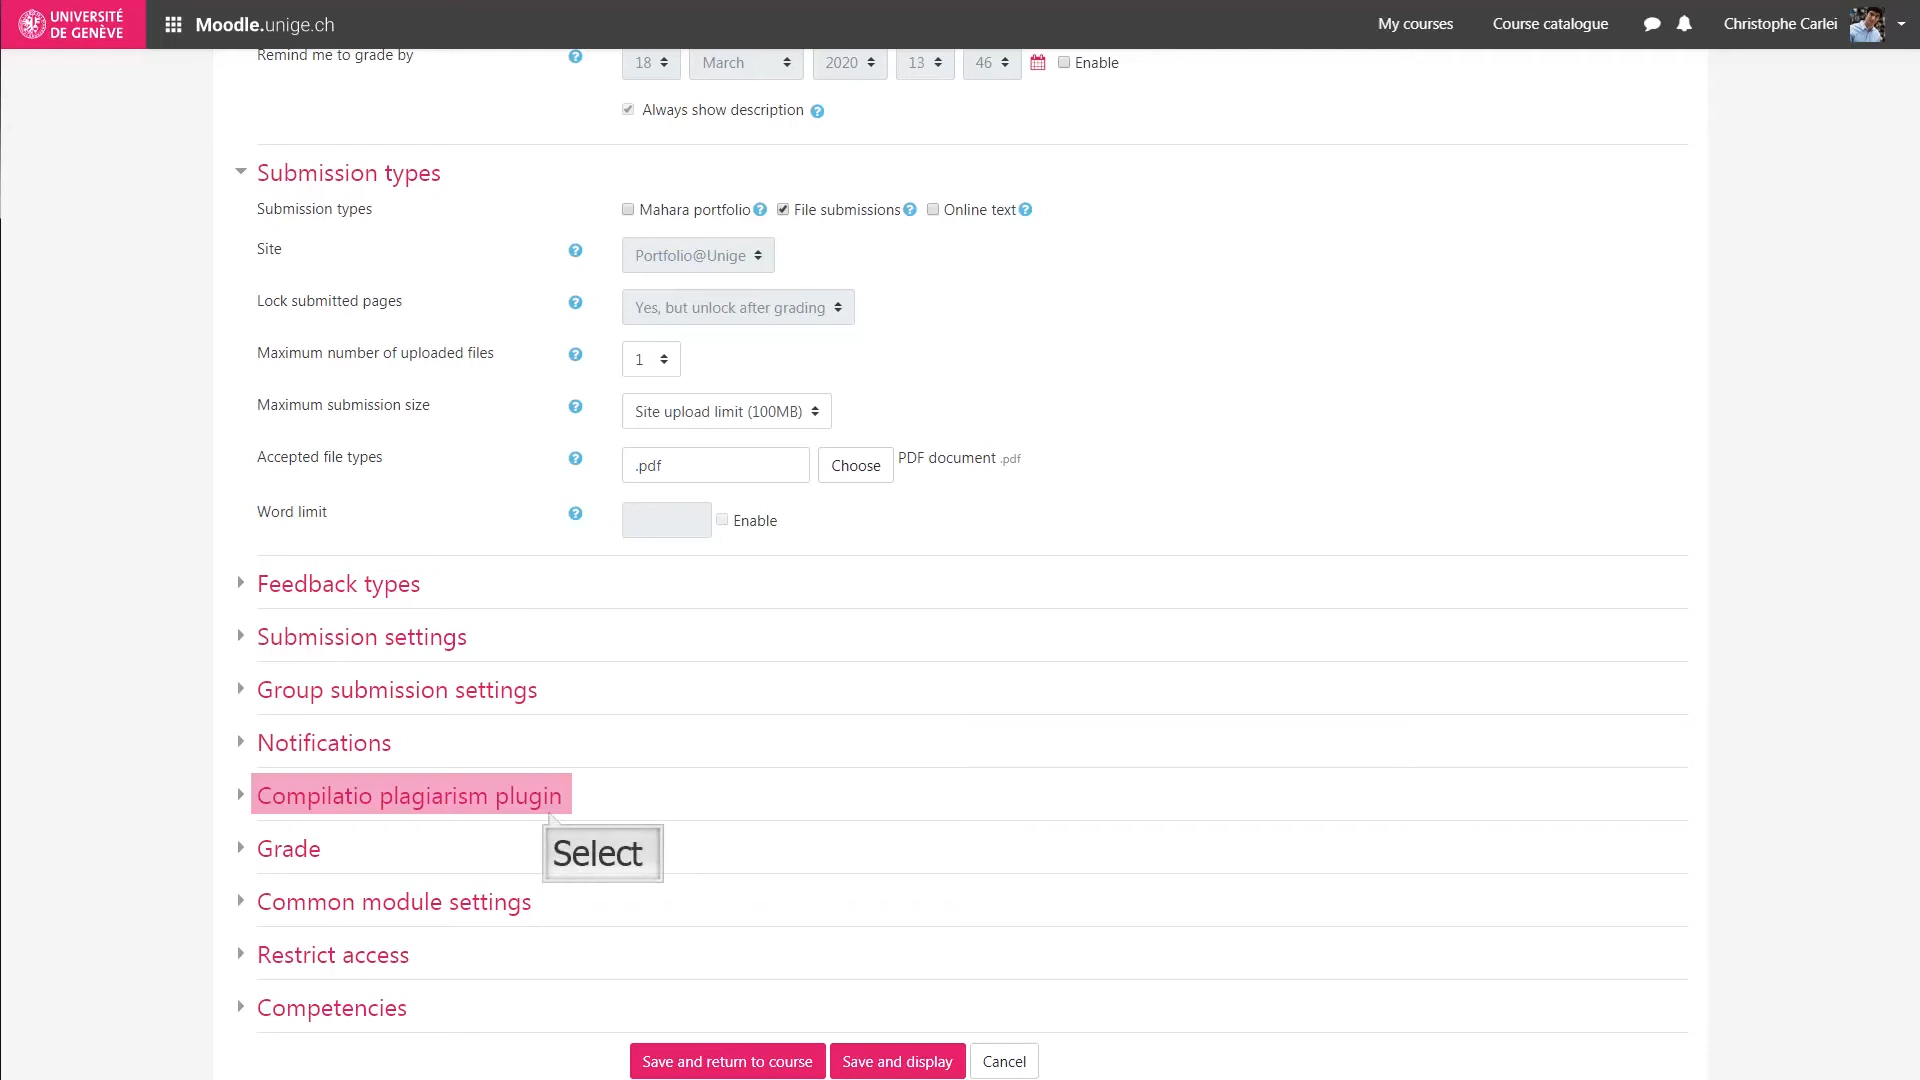 UNIVERSITÉ
DE GENÈVE
Moodle.unige.ch
My courses Course catalogue Christophe Carlei
Remind me to grade by 18 March 2020 13 46 Enable
Always show description
Submission types
Submission types Mahara portfolio File submissions Online text
Site Portfolio@Unige
Lock submitted pages Yes, but unlock after grading
Maximum number of uploaded files 1
Maximum submission size Site upload limit (100MB)
Accepted file types .pdf Choose PDF document .pdf
Word limit Enable
Feedback types
Submission settings
Group submission settings
Notifications
Compilatio plagiarism plugin
Select
Grade
Common module settings
Restrict access
Competencies
Save and return to course Save and display Cancel